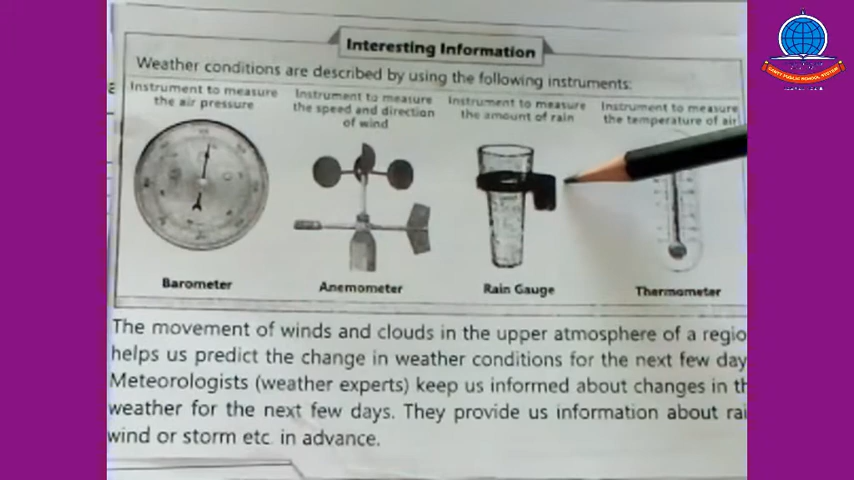 Interesting Information
Weather conditions are described by using the following instruments:
Instrument to measure
the air pressure
Instrument to measure
the speed and direction
of wind
Instrument to measure
the amount of rain
Instrument to measure
the temperature of air
Barometer
Anemometer
Rain Gauge
Thermometer
The movement of winds and clouds in the upper atmosphere of a regio
helps us predict the change in weather conditions for the next few day
Meteorologists (weather experts) keep us informed about changes in th
weather for the next few days. They provide us information about rai
wind or storm etc. in advance.
PUBLIC SCHOOL SYSTEM